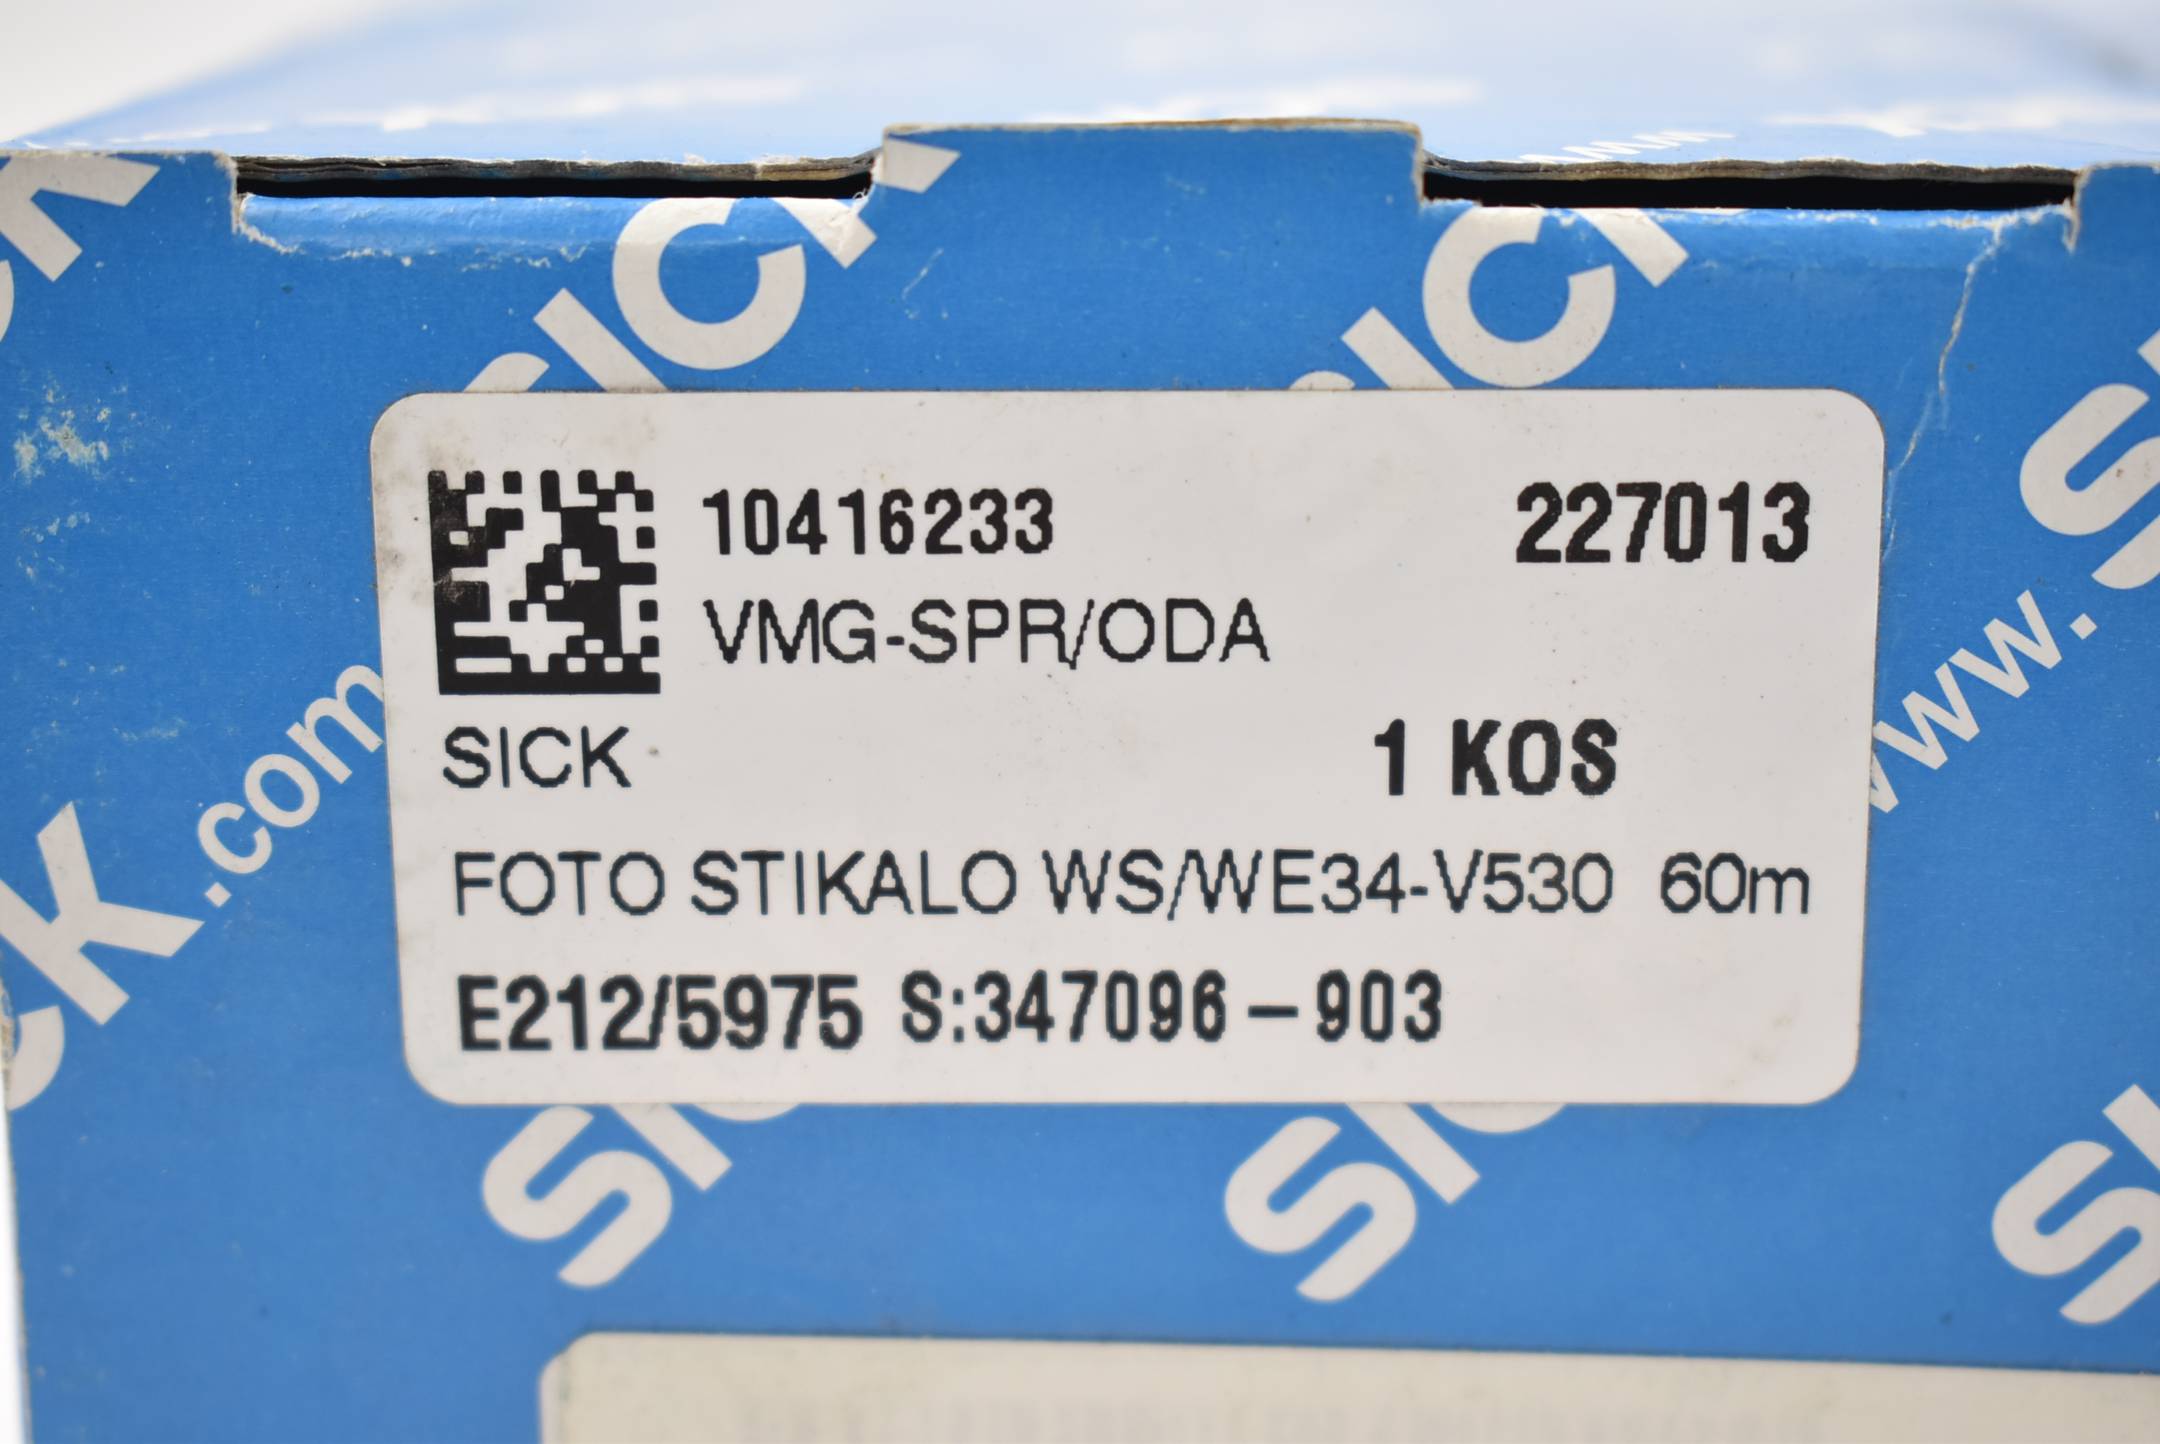 10416233 227013
VMG-SPR/ODA
SICK 1 KOS
FOTO STIKALO WS/WE34-V530 60m
E212/5975 S:347096-903
SICK
SICK
.com
www.
SICK